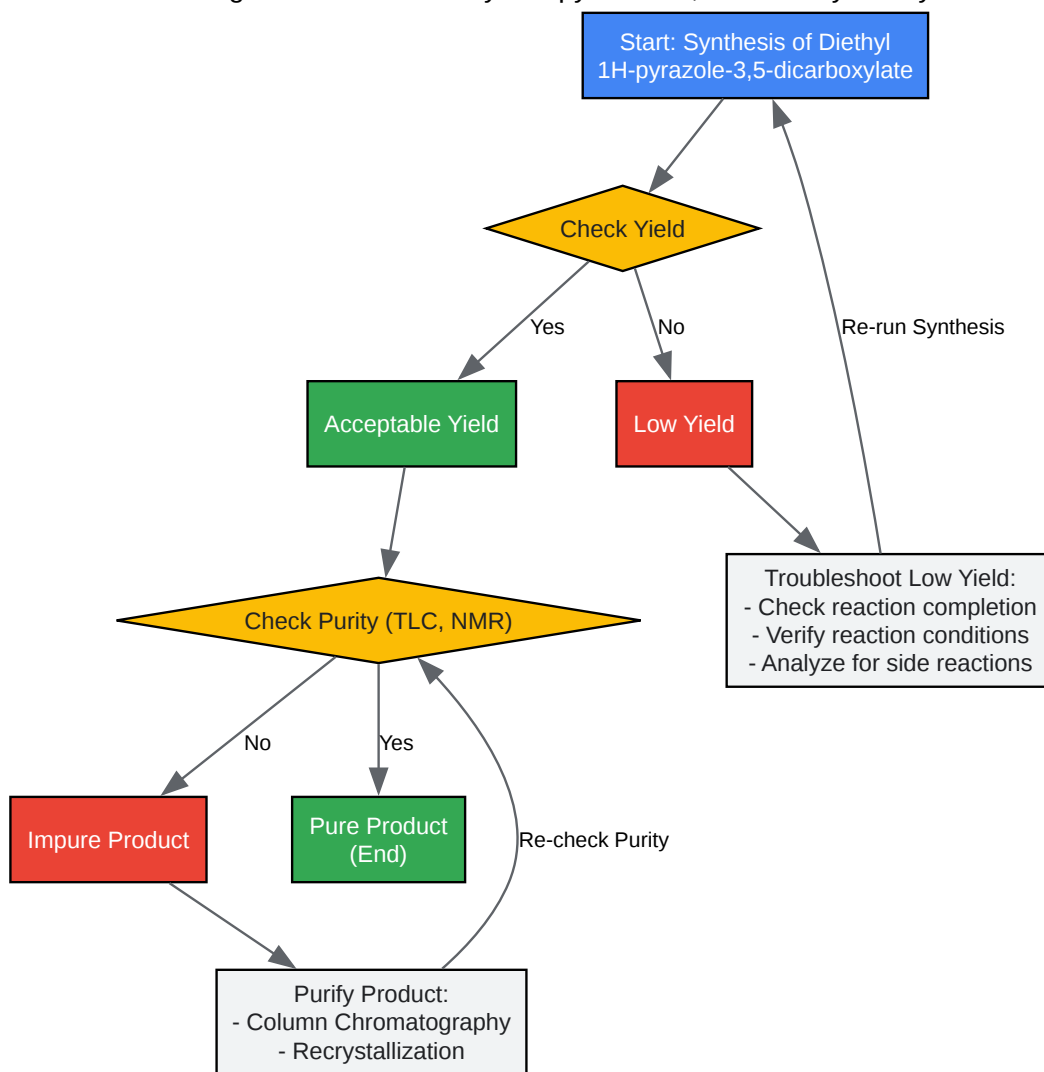 Start: Synthesis of Diethyl
1H-pyrazole-3,5-dicarboxylate
Check Yield
Yes
No
Re-run Synthesis
Acceptable Yield
Low Yield
Troubleshoot Low Yield:
- Check reaction completion
- Verify reaction conditions
- Analyze for side reactions
Check Purity (TLC, NMR)
No
Yes
Impure Product
Pure Product
(End)
Re-check Purity
Purify Product:
- Column Chromatography
- Recrystallization